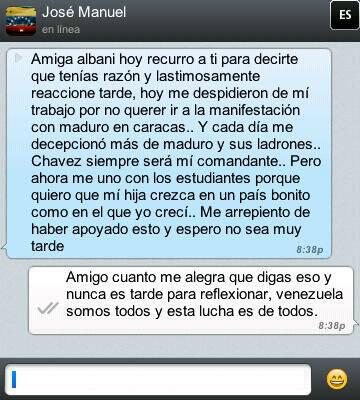 José Manuel
en línea
ES
Amiga albani hoy recurro a ti para decirte
que tenías razón y lastimosamente
reaccione tarde, hoy me despidieron de mí
trabajo por no querer ir a la manifestación
con maduro en caracas.. Y cada día me
decepcionó más de maduro y sus ladrones..
Chavez siempre será mí comandante.. Pero
ahora me uno con los estudiantes porque
quiero que mí hija crezca en un país bonito
como en el que yo crecí.. Me arrepiento de
haber apoyado esto y espero no sea muy
tarde
8:38p
Amigo cuanto me alegra que digas eso y
nunca es tarde para reflexionar, venezuela
somos todos y esta lucha es de todos.
8:38p